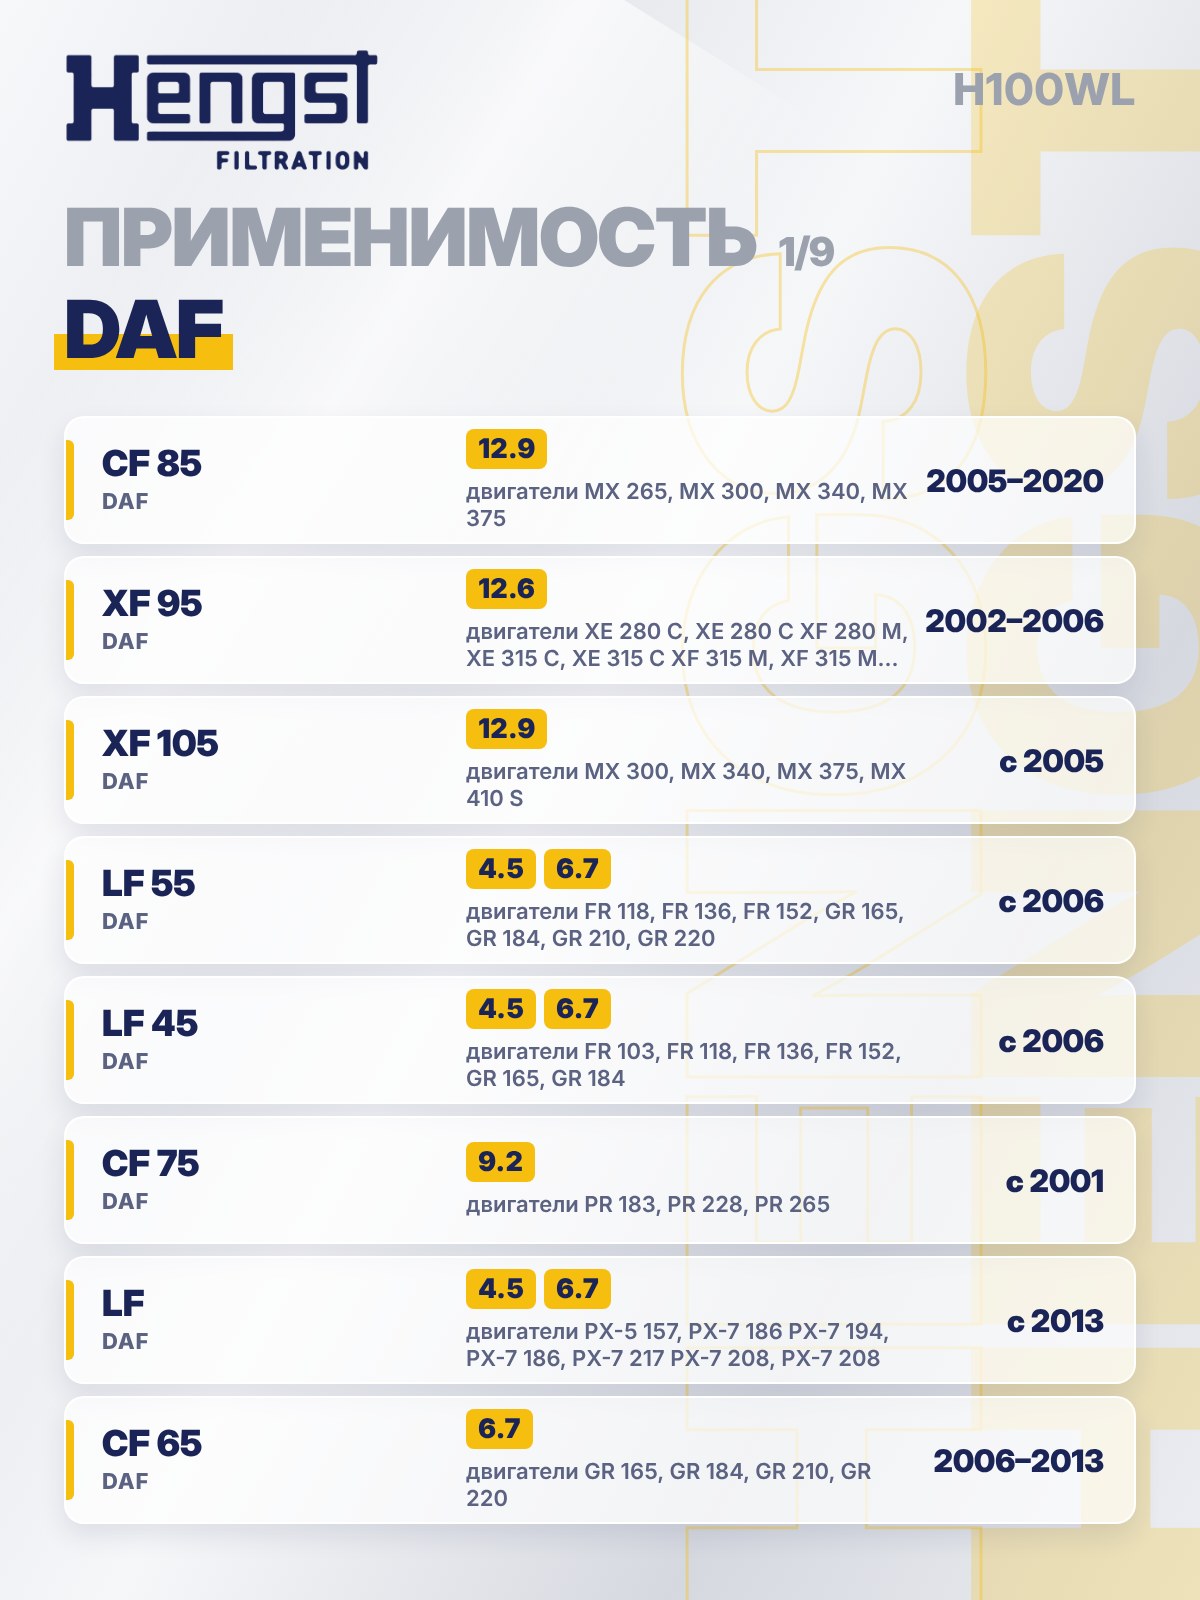 Hengst
FILTRATION
H100WL
ПРИМЕНИМОСТЬ 1/9
DAF
CF 85
DAF
12.9
двигатели MX 265, MX 300, MX 340, MX
375
2005–2020
XF 95
DAF
12.6
двигатели XE 280 C, XE 280 C XF 280 M,
XE 315 C, XE 315 C XF 315 M, XF 315 M...
2002–2006
XF 105
DAF
12.9
двигатели MX 300, MX 340, MX 375, MX
410 S
с 2005
LF 55
DAF
4.5 6.7
двигатели FR 118, FR 136, FR 152, GR 165,
GR 184, GR 210, GR 220
с 2006
LF 45
DAF
4.5 6.7
двигатели FR 103, FR 118, FR 136, FR 152,
GR 165, GR 184
с 2006
CF 75
DAF
9.2
двигатели PR 183, PR 228, PR 265
с 2001
LF
DAF
4.5 6.7
двигатели PX-5 157, PX-7 186 PX-7 194,
PX-7 186, PX-7 217 PX-7 208, PX-7 208
с 2013
CF 65
DAF
6.7
двигатели GR 165, GR 184, GR 210, GR
220
2006–2013
HENGST
HENGST